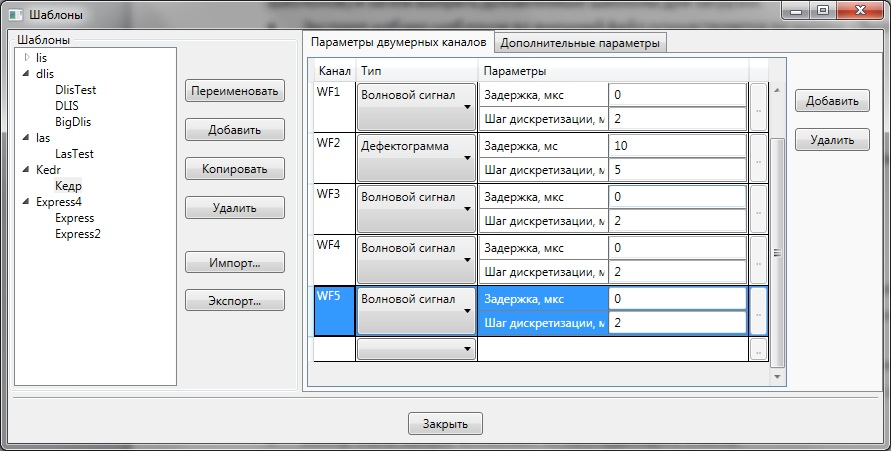 Шаблоны
Шаблоны
lis
dlis
DlisTest
DLIS
BigDlis
las
LasTest
Kedr
Кедр
Express4
Express
Express2
Переименовать
Добавить
Копировать
Удалить
Импорт...
Экспорт...
Параметры двумерных каналов
Дополнительные параметры
Канал Тип Параметры
WF1 Волновой сигнал Задержка, мкс 0
Шаг дискретизации, м 2
WF2 Дефектограмма Задержка, мс 10
Шаг дискретизации, м 5
WF3 Волновой сигнал Задержка, мкс 0
Шаг дискретизации, м 2
WF4 Волновой сигнал Задержка, мкс 0
Шаг дискретизации, м 2
WF5 Волновой сигнал Задержка, мкс 0
Шаг дискретизации, м 2
Добавить
Удалить
Закрыть